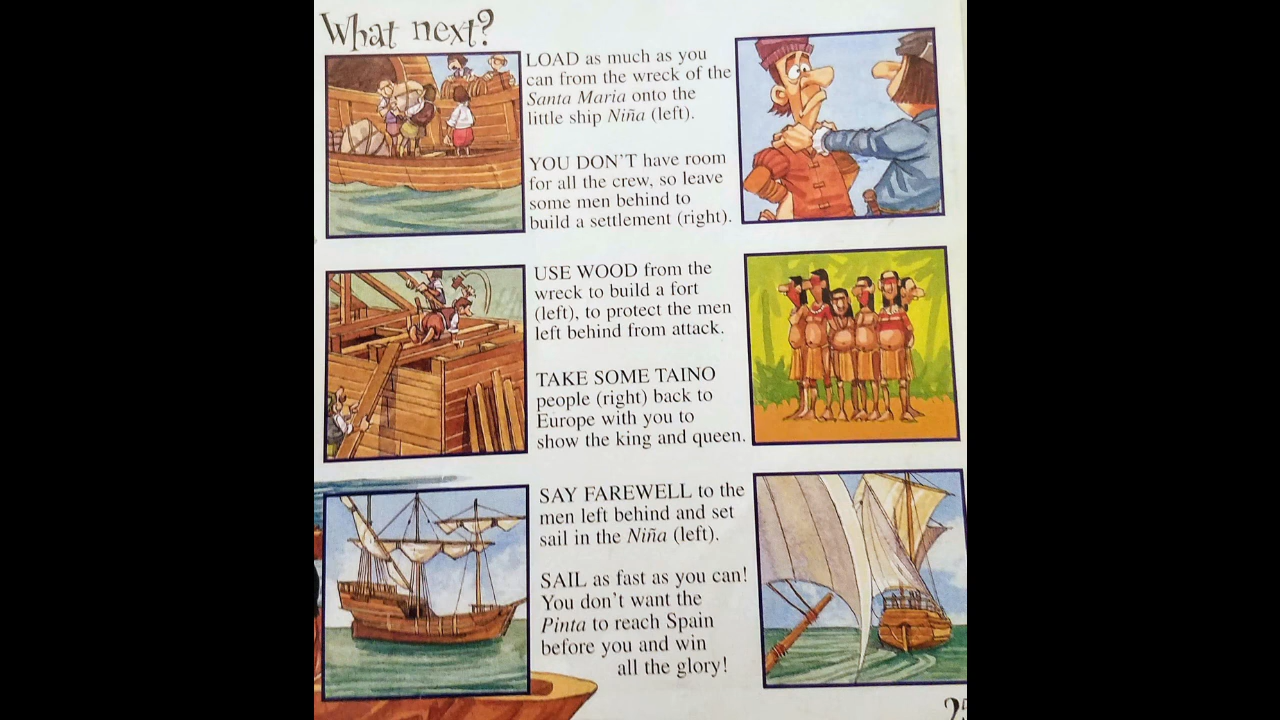 What next?
LOAD as much as you
can from the wreck of the
Santa Maria onto the
little ship Niña (left).
YOU DON'T have room
for all the crew, so leave
some men behind to
build a settlement (right).
USE WOOD from the
wreck to build a fort
(left), to protect the men
left behind from attack.
TAKE SOME TAINO
people (right) back to
Europe with you to
show the king and queen.
SAY FAREWELL to the
men left behind and set
sail in the Niña (left).
SAIL as fast as you can!
You don't want the
Pinta to reach Spain
before you and win
all the glory!